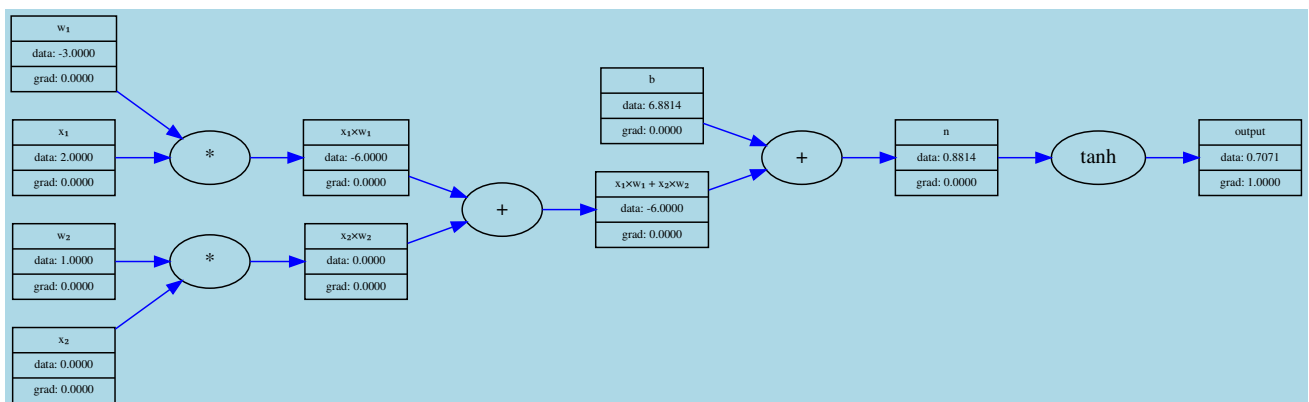 w₁
data: -3.0000
grad: 0.0000
x₁
data: 2.0000
grad: 0.0000
w₂
data: 1.0000
grad: 0.0000
x₂
data: 0.0000
grad: 0.0000
*
*
x₁×w₁
data: -6.0000
grad: 0.0000
x₂×w₂
data: 0.0000
grad: 0.0000
+
b
data: 6.8814
grad: 0.0000
x₁×w₁ + x₂×w₂
data: -6.0000
grad: 0.0000
+
n
data: 0.8814
grad: 0.0000
tanh
output
data: 0.7071
grad: 1.0000